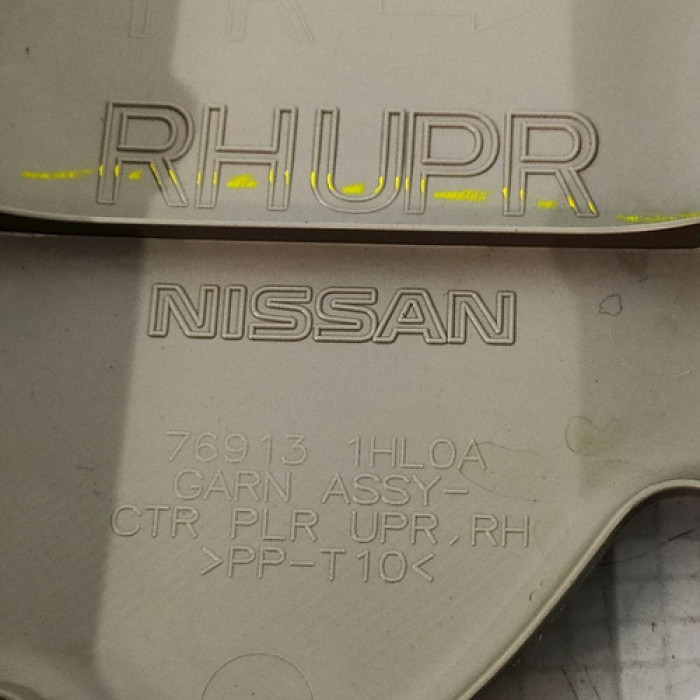 RHUPR
NISSAN
76913 1HL0A
GARN ASSY-
CTR PLR UPR,RH
>PP-T10<